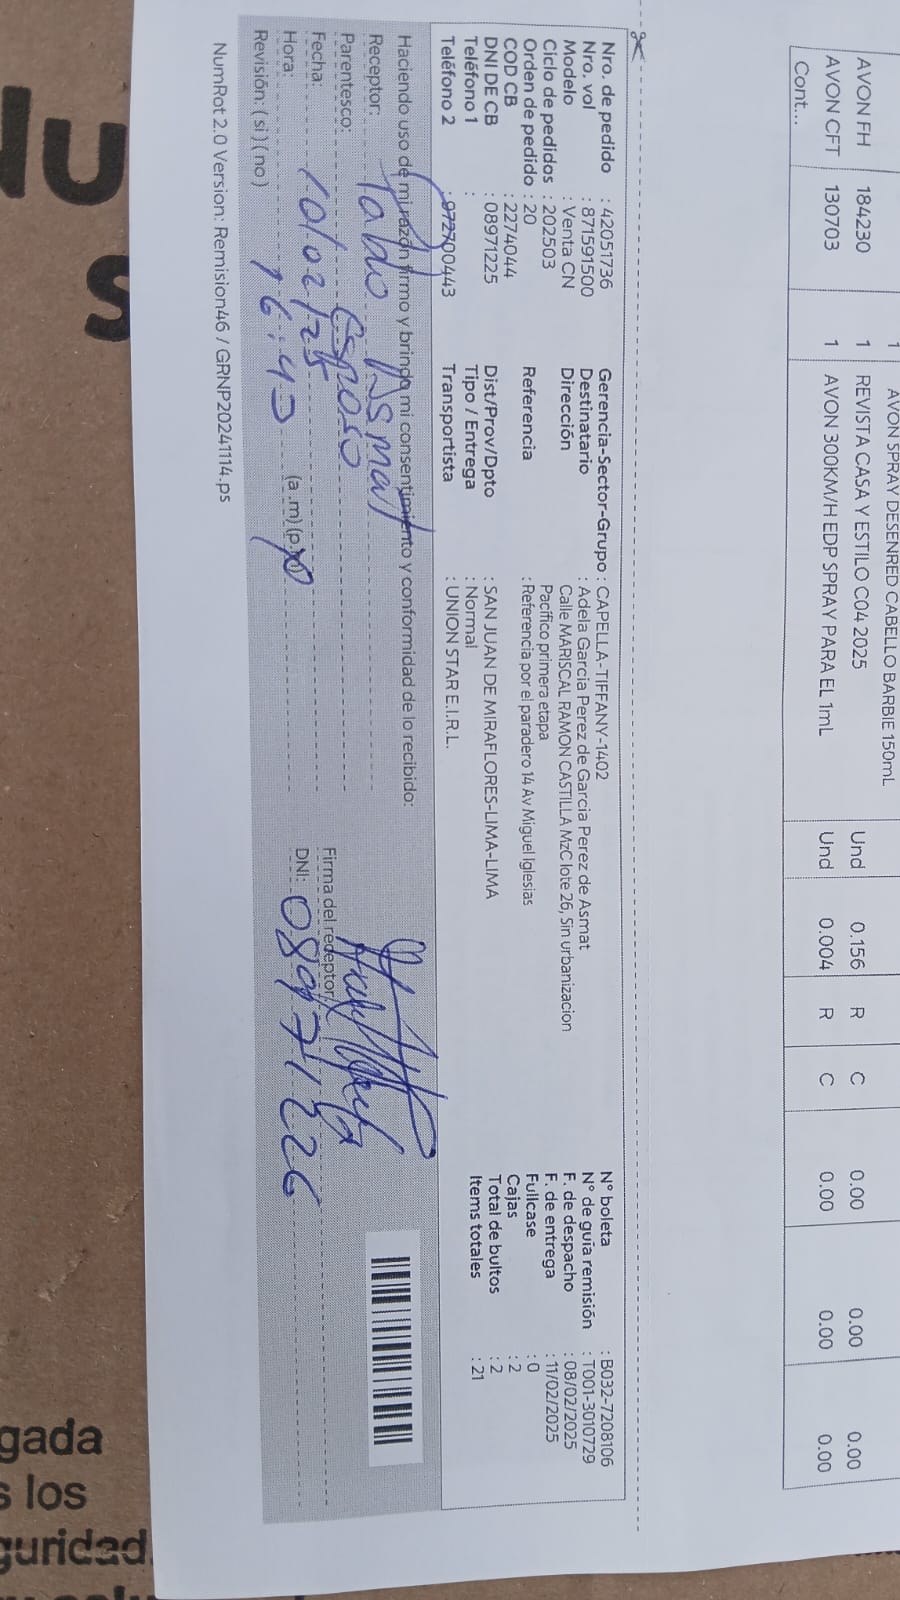 AVON SPRAY DESENRED CABELLO BARBIE 150mL
AVON FH 184230 1 REVISTA CASA Y ESTILO C04 2025 Und 0.156 R C 0.00 0.00 0.00
AVON CFT 130703 1 AVON 300KM/H EDP SPRAY PARA EL 1mL Und 0.004 R C 0.00 0.00 0.00
Cont...
Nro. de pedido : 42051736 Gerencia-Sector-Grupo : CAPELLA-TIFFANY-1402 N° boleta : B032-7208106
Nro. vol : 871591500 Destinatario : Adela Garcia Perez de Garcia Perez de Asmat N° de guía remisión : T001-3010729
Modelo : Venta CN Dirección Calle MARISCAL RAMON CASTILLA MzC lote 26, Sin urbanizacion F. de despacho : 08/02/2025
Ciclo de pedidos : 202503 Pacifico primera etapa F. de entrega : 11/02/2025
Orden de pedido : 20 Referencia : Referencia por el paradero 14 Av Miguel Iglesias Fullcase : 0
COD CB : 2274044 Cajas : 2
DNI DE CB : 08971225 Dist/Prov/Dpto : SAN JUAN DE MIRAFLORES-LIMA-LIMA Total de bultos : 2
Teléfono 1 : Tipo / Entrega : Normal Items totales : 21
Teléfono 2 : 972700443 Transportista : UNION STAR E.I.R.L.
Haciendo uso de mi razón firmo y brindo mi consentimiento y conformidad de lo recibido:
Receptor: Pablo Asmat
Parentesco: Esposo Firma del receptor
Fecha: 10/02/25
Hora: 16:45 (a.m)(p.m) DNI: 08971226
Revisión: ( si ) ( no )
NumRot 2.0 Version: Remision46 / GRNP20241114.ps
gada
s los
guridad